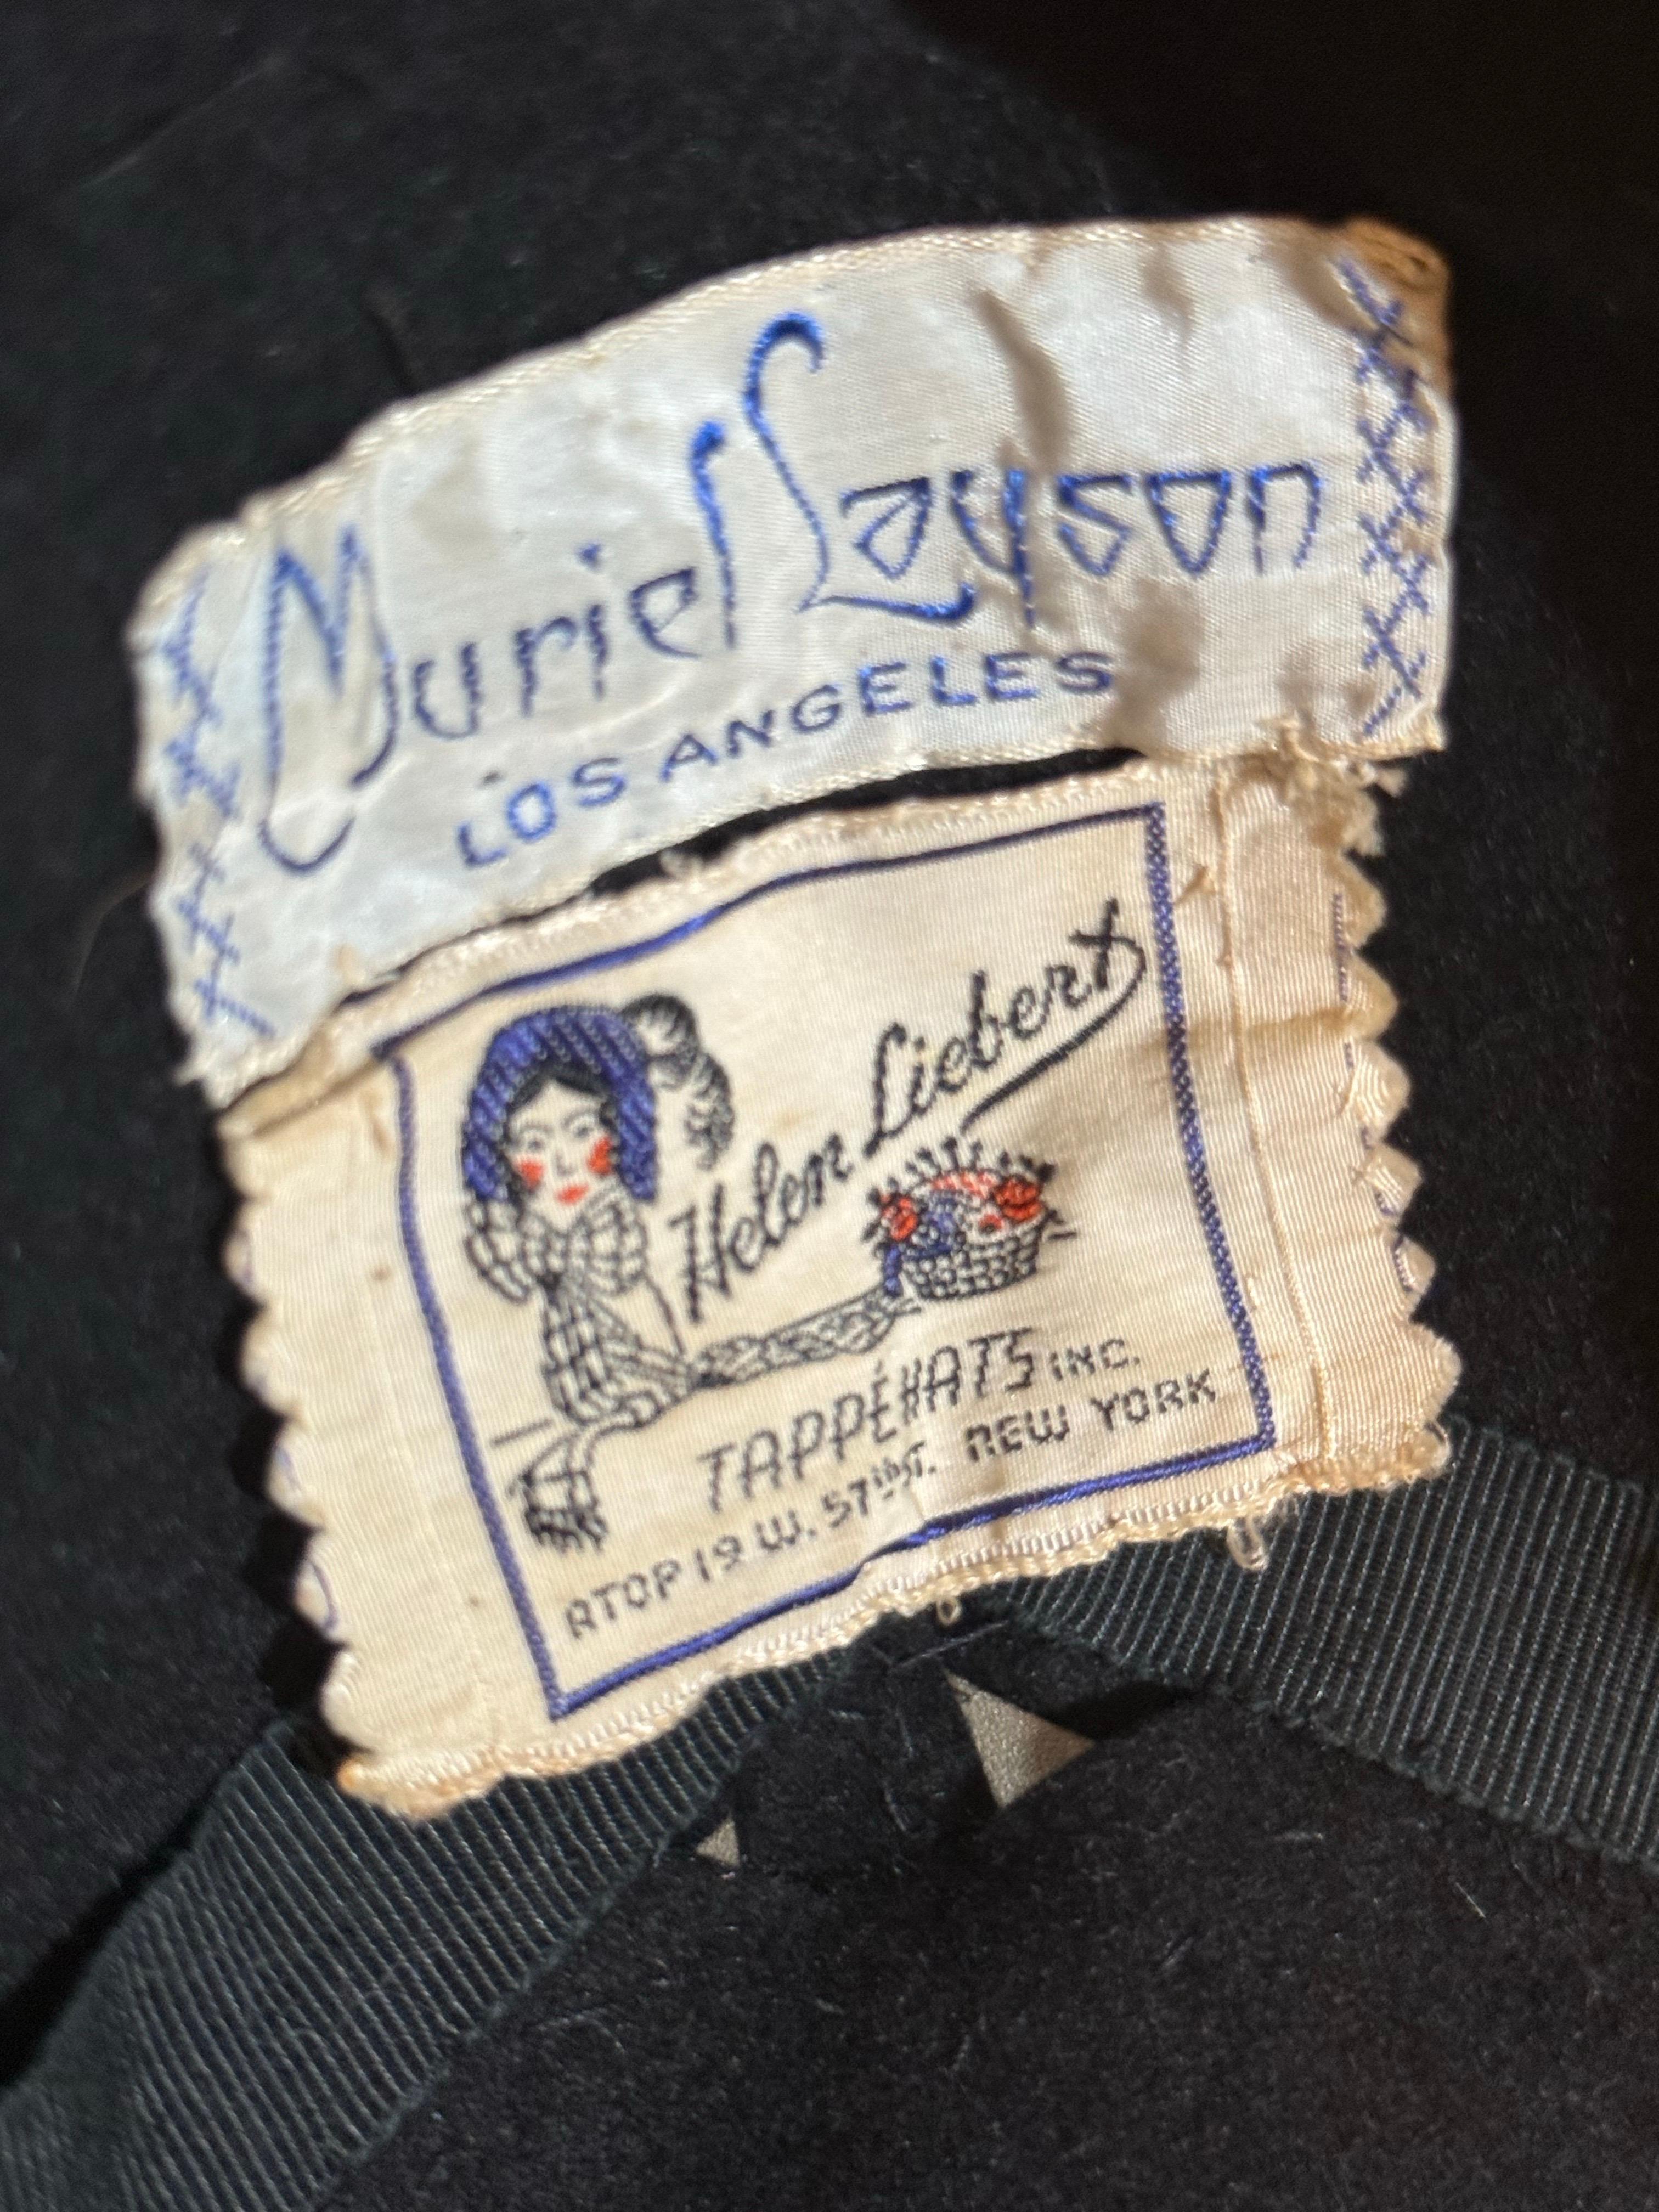 Muriel Layson
LOS ANGELES
Helen Liebert
TAPPÉHATS INC.
ATOP 19 W. 57th ST. NEW YORK